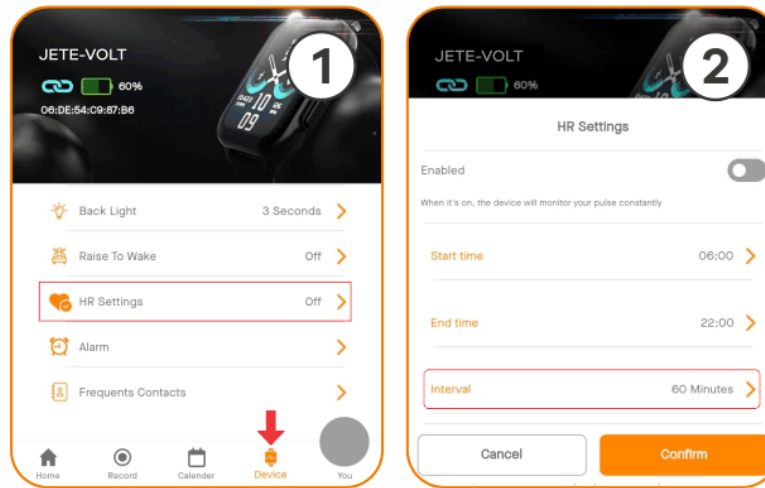 JETE-VOLT
1
60%
06:DE:54:C9:87:B6
10
09
Back Light 3 Seconds
Raise To Wake Off
HR Settings Off
Alarm
Frequents Contacts
Home Record Calender Device You
JETE-VOLT
2
60%
HR Settings
Enabled
When it's on, the device will monitor your pulse constantly
Start time 06:00
End time 22:00
Interval 60 Minutes
Cancel Confirm